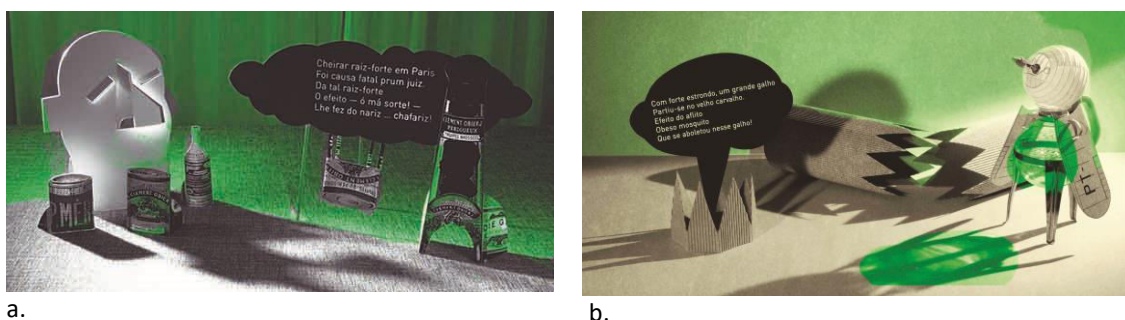 Cheirar raiz-forte em Paris
Foi causa fatal prum juiz.
Da tal raiz-forte
O efeito — ó má sorte! —
Lhe fez do nariz ... chafariz!
Com forte estrondo, um grande galho
Partiu-se no velho carvalho.
Efeito do aflito
Obeso mosquito
Que se aboletou nesse galho!
PT-
a.
b.